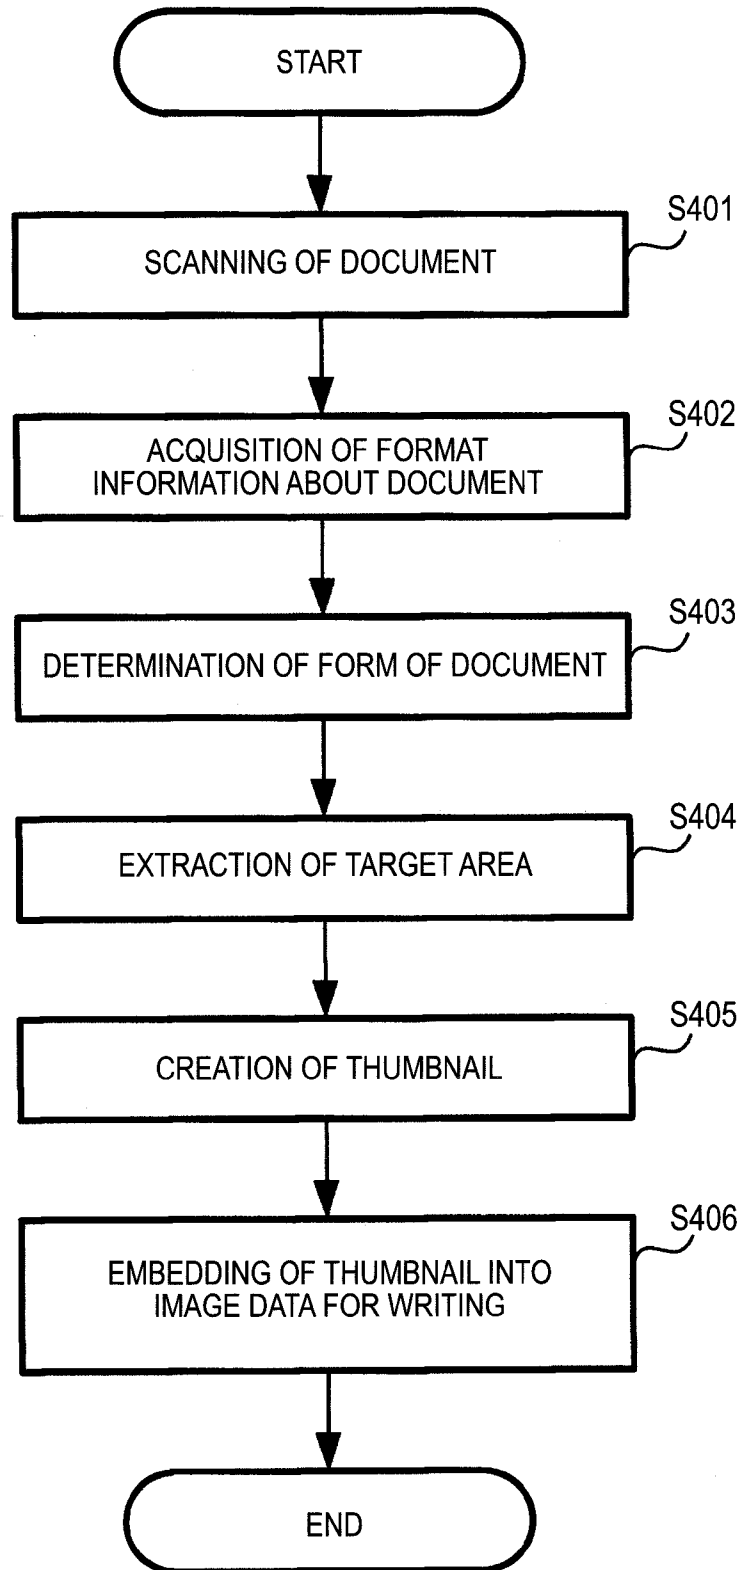 START
S401
SCANNING OF DOCUMENT
S402
ACQUISITION OF FORMAT
INFORMATION ABOUT DOCUMENT
S403
DETERMINATION OF FORM OF DOCUMENT
S404
EXTRACTION OF TARGET AREA
S405
CREATION OF THUMBNAIL
S406
EMBEDDING OF THUMBNAIL INTO
IMAGE DATA FOR WRITING
END